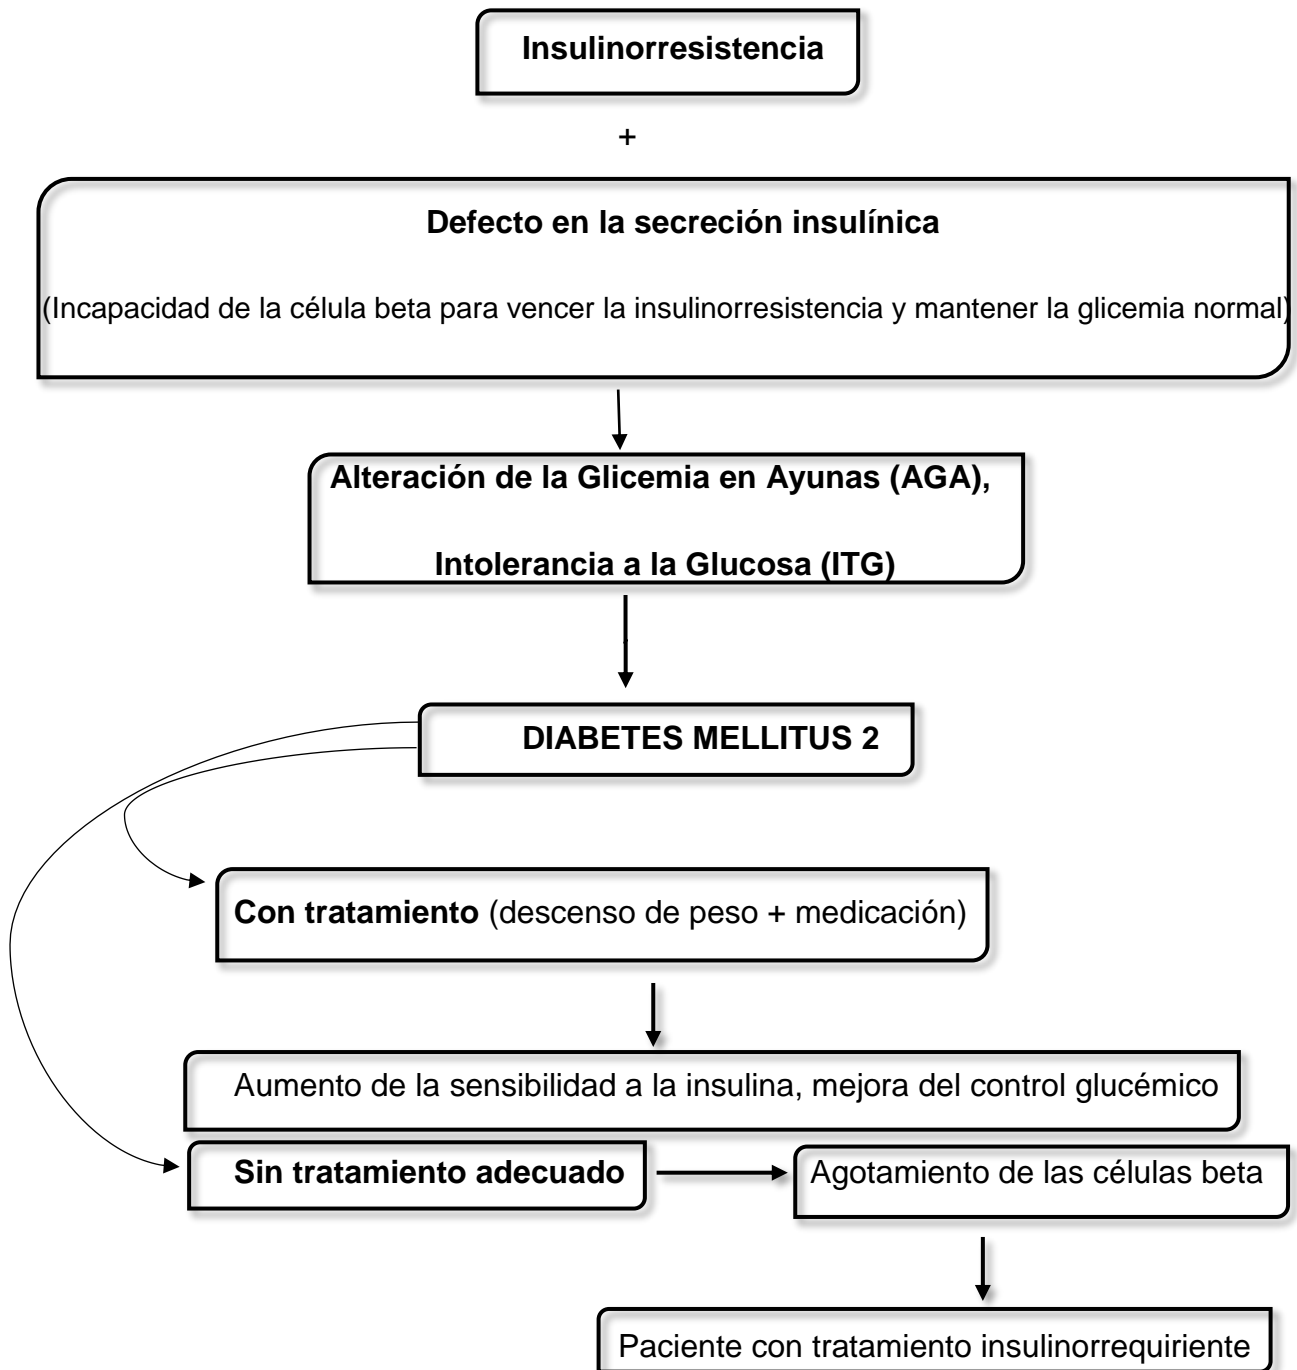 Insulinorresistencia
+
Defecto en la secreción insulínica
(Incapacidad de la célula beta para vencer la insulinorresistencia y mantener la glicemia normal)
Alteración de la Glicemia en Ayunas (AGA),
Intolerancia a la Glucosa (ITG)
DIABETES MELLITUS 2
Con tratamiento (descenso de peso + medicación)
Aumento de la sensibilidad a la insulina, mejora del control glucémico
Sin tratamiento adecuado
Agotamiento de las células beta
Paciente con tratamiento insulinorrequiriente